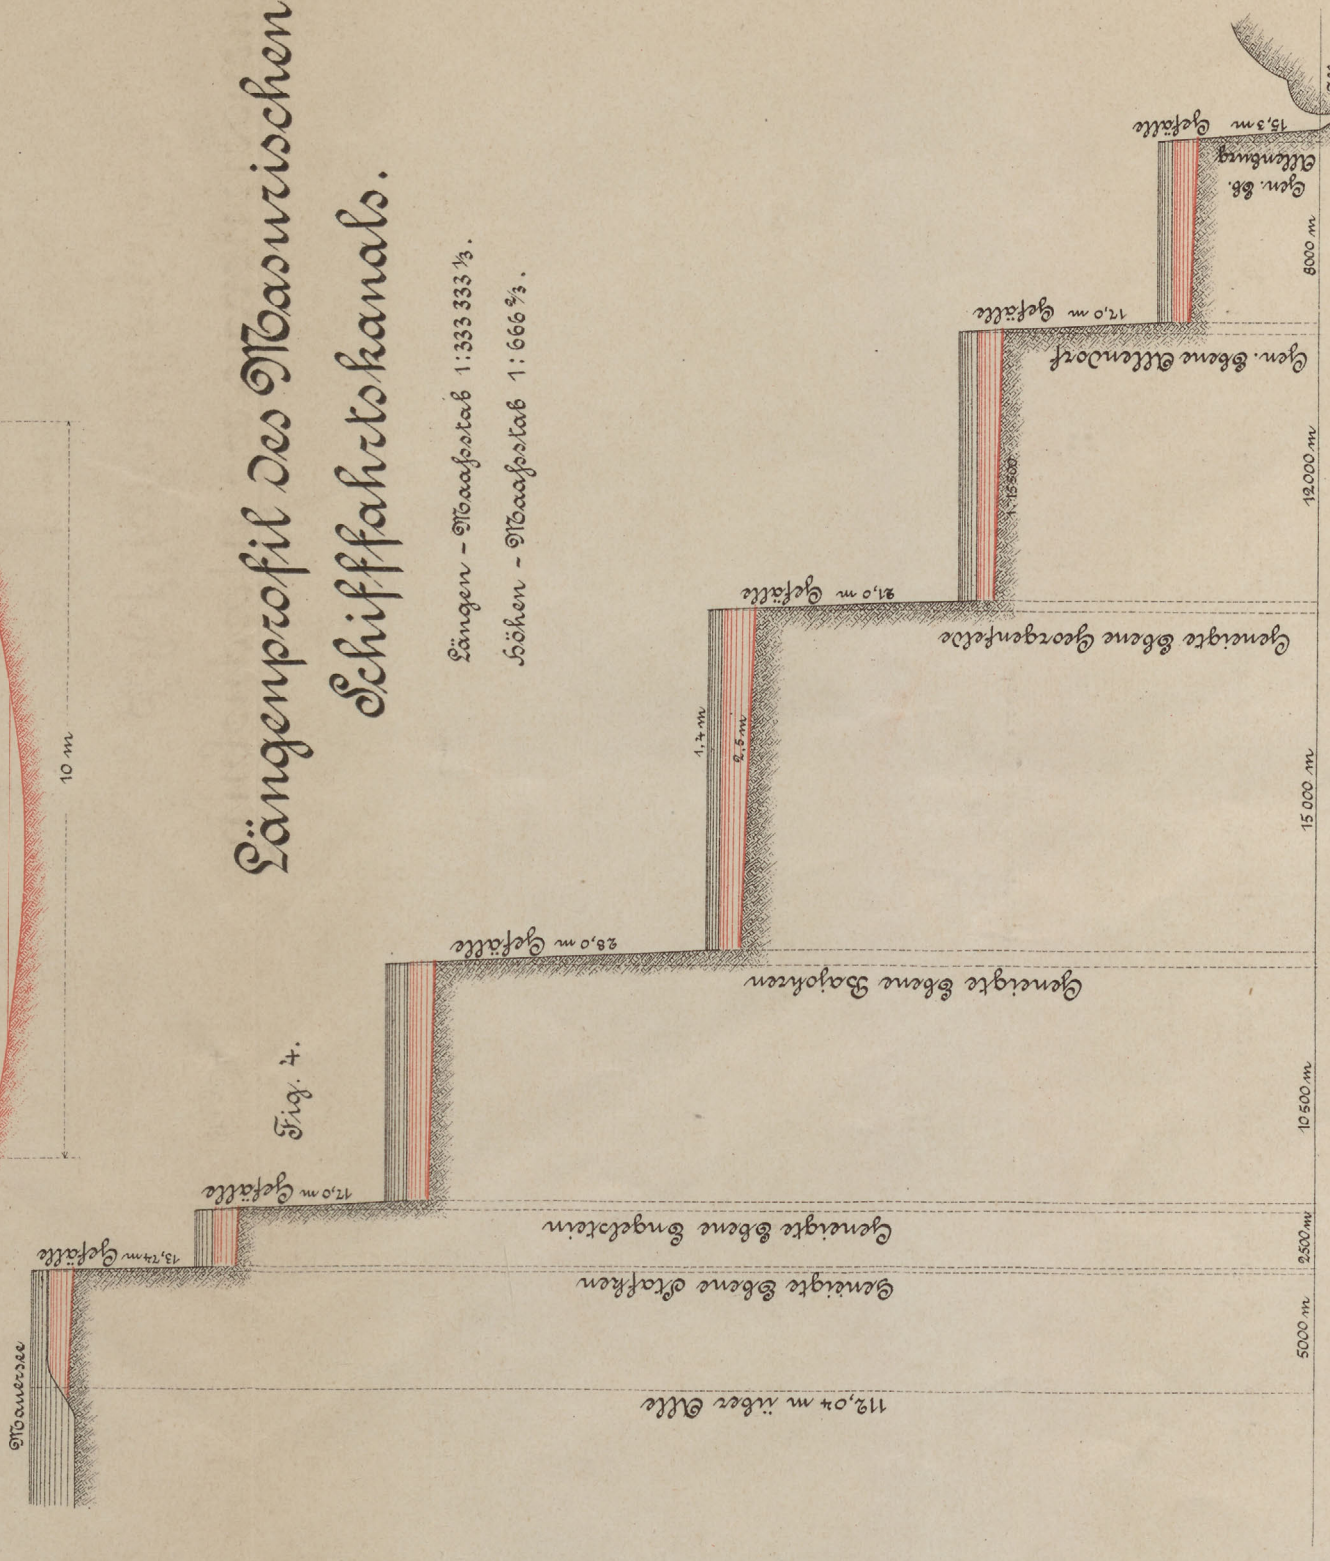 10 m
Längenprofil des Masurischen
Schifffahrtskanals.
Längen - Maaßstab 1:333 333 ⅓.
Höhen - Maaßstab 1:666 ⅔.
Fig. 4.
Mauersee
112,04 m über Alle
5000 m
13,74 m Gefälle
Geneigte Ebene Stafken
2500 m
17,0 m Gefälle
Geneigte Ebene Engelstein
10 500 m
28,0 m Gefälle
Geneigte Ebene Bajohren
1,4 m
2,5 m
15 000 m
21,0 m Gefälle
Geneigte Ebene Georgenfelde
1:15500
12000 m
17,0 m Gefälle
Gen. Ebene Allendorf
8000 m
15,3 m Gefälle
Gen. Eb.
Allenburg